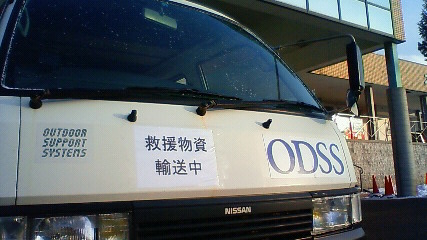 OUTDOOR
SUPPORT
SYSTEMS
救援物資
輸送中
ODSS
NISSAN